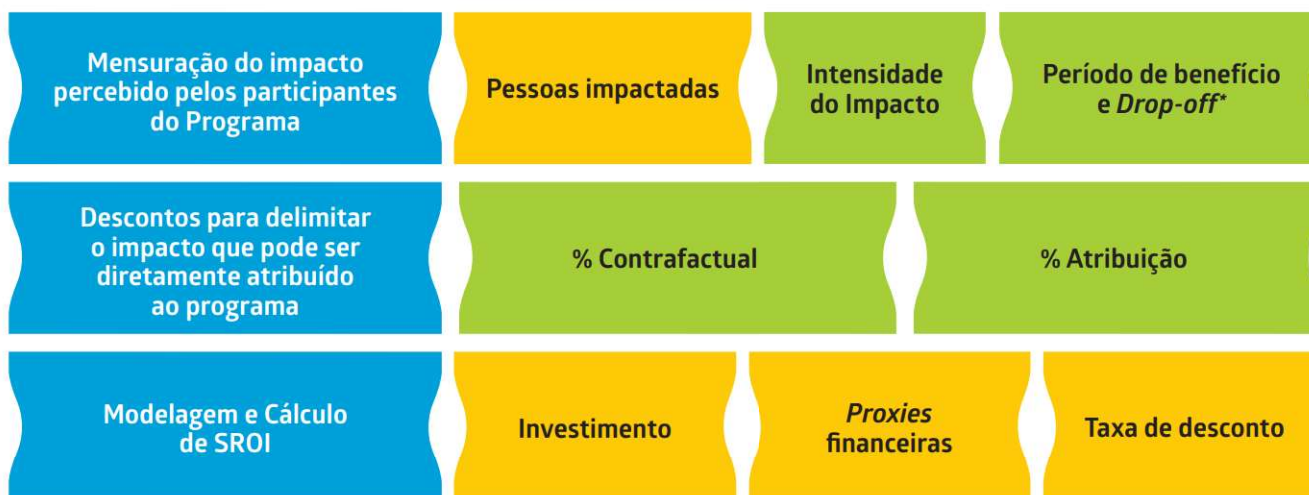 Mensuração do impacto
percebido pelos participantes
do Programa
Pessoas impactadas
Intensidade
do Impacto
Período de benefício
e Drop-off*
Descontos para delimitar
o impacto que pode ser
diretamente atribuído
ao programa
% Contrafactual
% Atribuição
Modelagem e Cálculo
de SROI
Investimento
Proxies
financeiras
Taxa de desconto